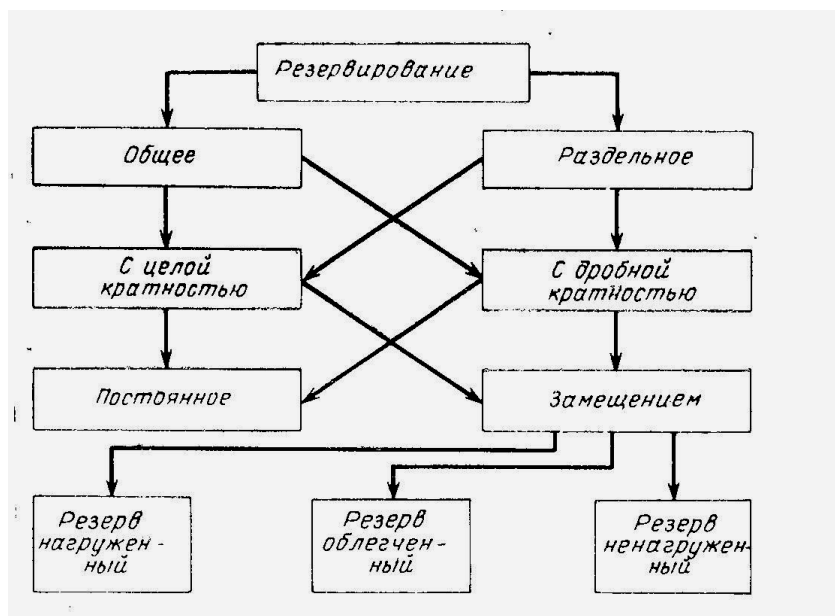 Резервирование
Общее
Раздельное
С целой
кратностью
С дробной
кратностью
Постоянное
Замещением
Резерв
нагружен-
ный
Резерв
облегчен-
ный
Резерв
ненагружен-
ный